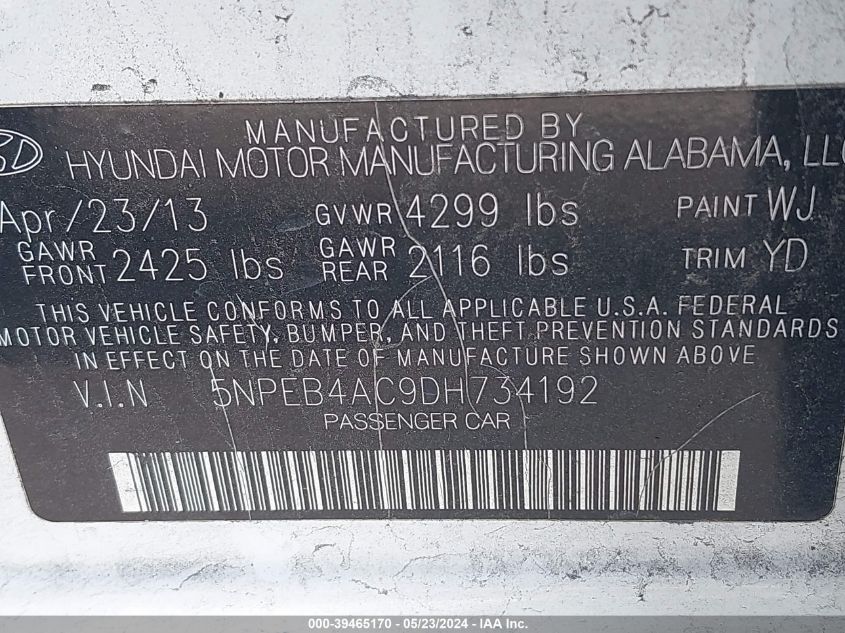 MANUFACTURED BY
HYUNDAI MOTOR MANUFACTURING ALABAMA, LLC
Apr/23/13 GVWR 4299 lbs PAINT WJ
GAWR FRONT 2425 lbs GAWR REAR 2116 lbs TRIM YD
THIS VEHICLE CONFORMS TO ALL APPLICABLE U.S.A. FEDERAL
MOTOR VEHICLE SAFETY, BUMPER, AND THEFT PREVENTION STANDARDS
IN EFFECT ON THE DATE OF MANUFACTURE SHOWN ABOVE
V.I.N 5NPEB4AC9DH734192
PASSENGER CAR
000-39465170 - 05/23/2024 - IAA Inc.